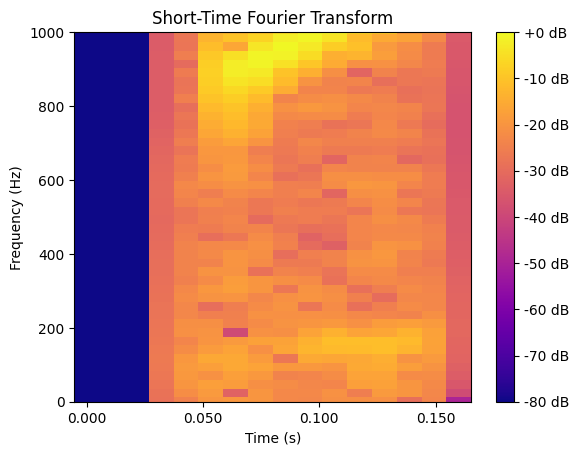 Short-Time Fourier Transform
1000
800
600
400
200
0
Frequency (Hz)
0.000
0.050
0.100
0.150
Time (s)
+0 dB
-10 dB
-20 dB
-30 dB
-40 dB
-50 dB
-60 dB
-70 dB
-80 dB